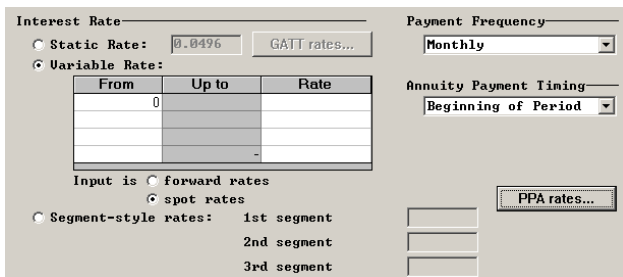 Interest Rate
Static Rate: 0.0496 GATT rates...
Variable Rate:
From Up to Rate
0
-
Input is forward rates
spot rates
Segment-style rates: 1st segment
2nd segment
3rd segment
Payment Frequency
Monthly
Annuity Payment Timing
Beginning of Period
PPA rates...